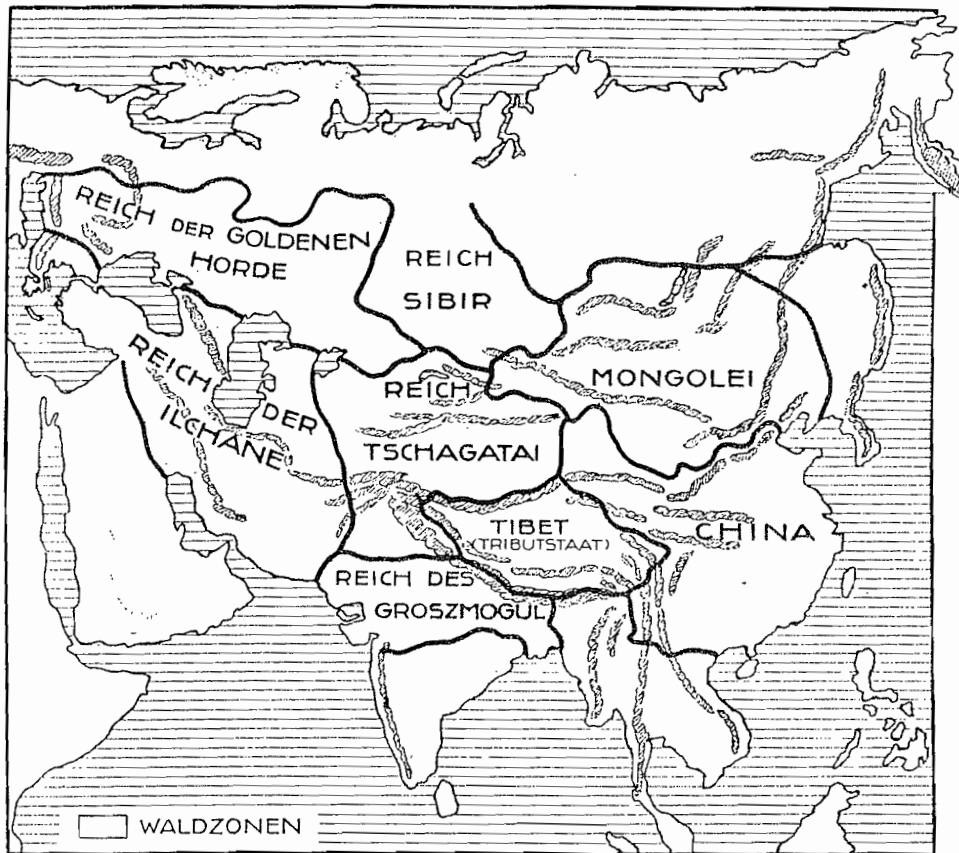 REICH DER GOLDENEN
HORDE
REICH
SIBIR
REICH DER
ILCHANE
REICH
TSCHAGATAI
MONGOLEI
TIBET
(TRIBUTSTAAT)
CHINA
REICH DES
GROSZMOGUL
WALDZONEN